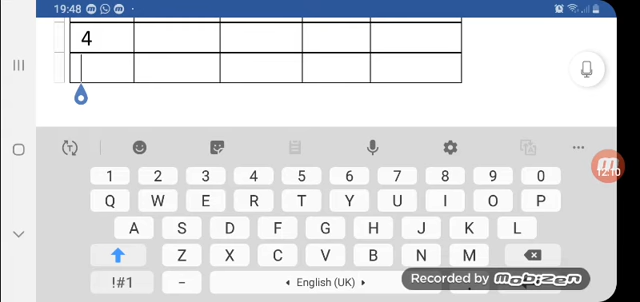 19:48
4
12:10
1 2 3 4 5 6 7 8 9 0
Q W E R T Y U I O P
A S D F G H J K L
Z X C V B N M
!#1 English (UK)
Recorded by mobizen